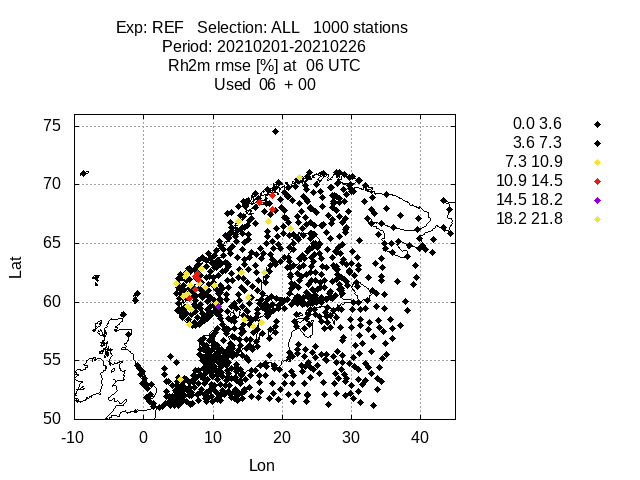 Exp: REF   Selection: ALL   1000 stations
Period: 20210201-20210226
Rh2m rmse [%] at  06 UTC
Used  06  + 00
0.0 3.6
3.6 7.3
7.3 10.9
10.9 14.5
14.5 18.2
18.2 21.8
75
70
65
60
55
50
Lat
-10 0 10 20 30 40
Lon